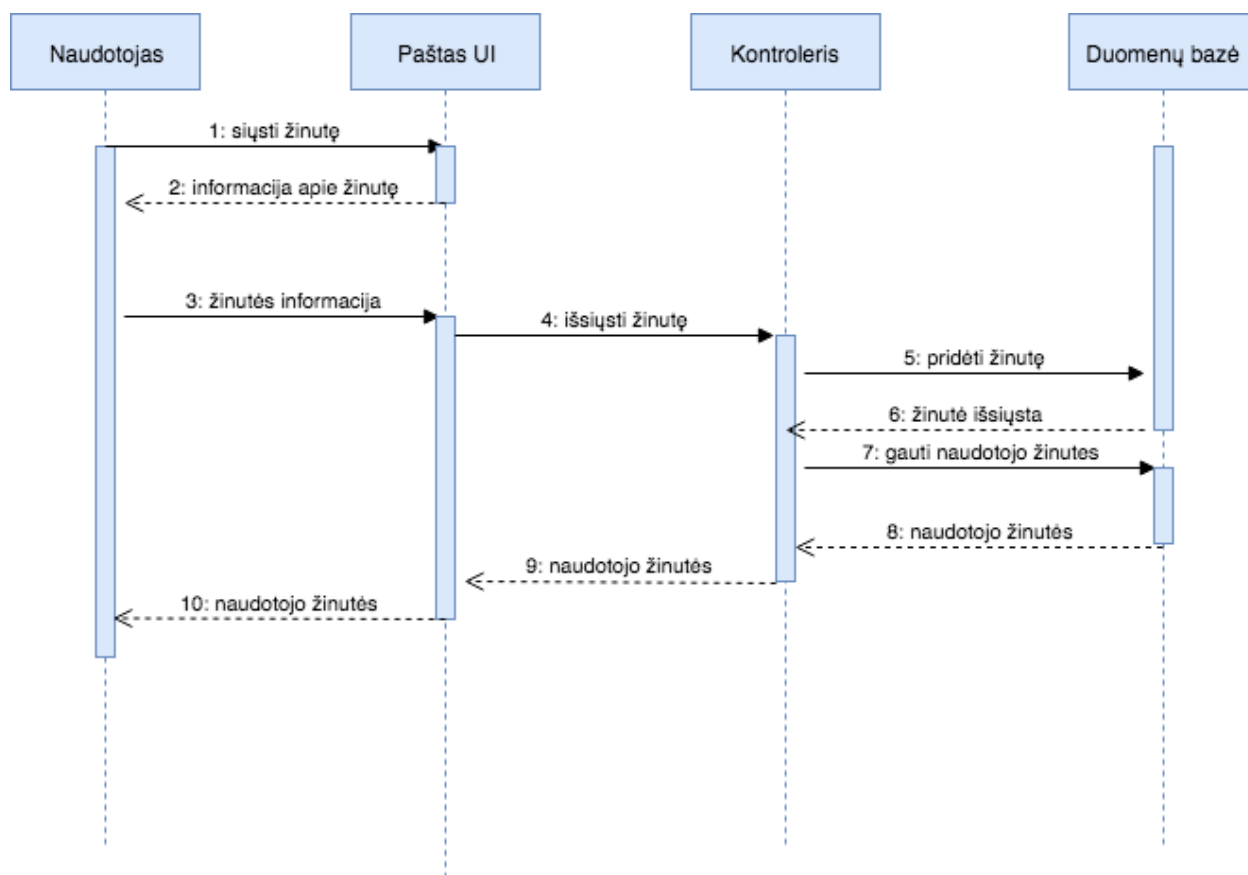 Naudotojas
Paštas UI
Kontroleris
Duomenų bazė
1: siųsti žinutę
2: informacija apie žinutę
3: žinutės informacija
4: išsiųsti žinutę
5: pridėti žinutę
6: žinutė išsiųsta
7: gauti naudotojo žinutes
8: naudotojo žinutės
9: naudotojo žinutės
10: naudotojo žinutės